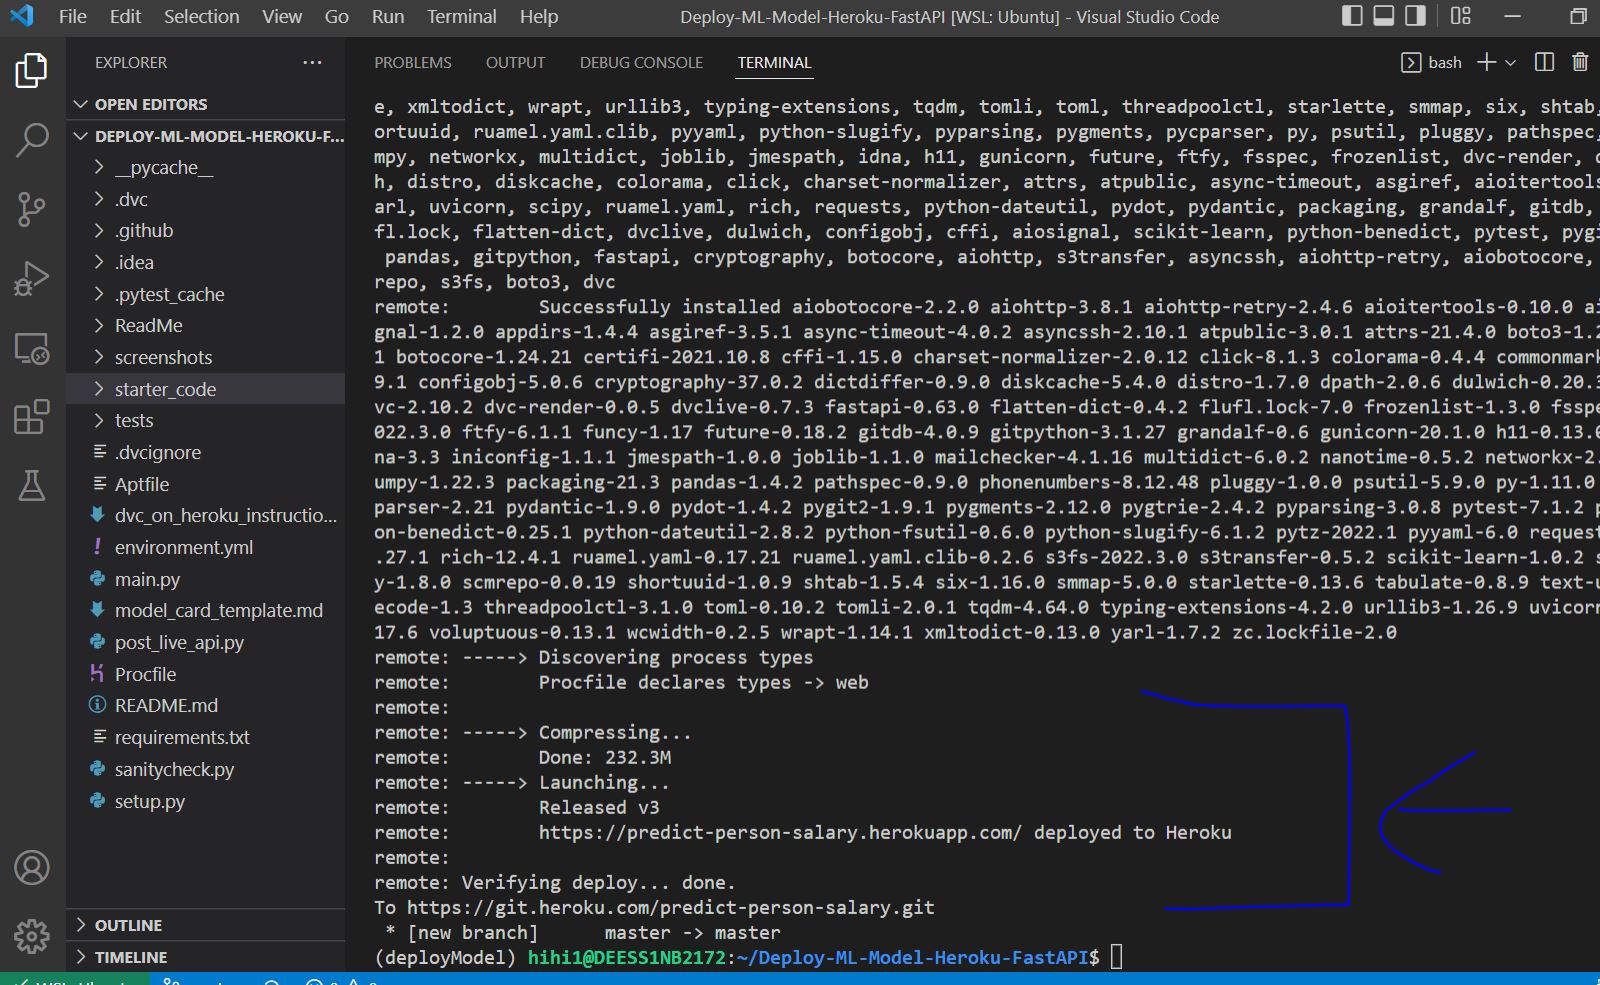 File Edit Selection View Go Run Terminal Help
Deploy-ML-Model-Heroku-FastAPI [WSL: Ubuntu] - Visual Studio Code
EXPLORER
OPEN EDITORS
DEPLOY-ML-MODEL-HEROKU-F...
__pycache__
.dvc
.github
.idea
.pytest_cache
ReadMe
screenshots
starter_code
tests
.dvcignore
Aptfile
dvc_on_heroku_instructio...
environment.yml
main.py
model_card_template.md
post_live_api.py
Procfile
README.md
requirements.txt
sanitycheck.py
setup.py
OUTLINE
TIMELINE
PROBLEMS OUTPUT DEBUG CONSOLE TERMINAL
bash
e, xmltodict, wrapt, urllib3, typing-extensions, tqdm, tomli, toml, threadpoolctl, starlette, smmap, six, shtab,
ortuuid, ruamel.yaml.clib, pyyaml, python-slugify, pyparsing, pygments, pycparser, py, psutil, pluggy, pathspec,
mpy, networkx, multidict, joblib, jmespath, idna, h11, gunicorn, future, ftfy, fsspec, frozenlist, dvc-render,
h, distro, diskcache, colorama, click, charset-normalizer, attrs, atpublic, async-timeout, asgiref, aioitertools
arl, uvicorn, scipy, ruamel.yaml, rich, requests, python-dateutil, pydot, pydantic, packaging, grandalf, gitdb,
fl.lock, flatten-dict, dvclive, dulwich, configobj, cffi, aiosignal, scikit-learn, python-benedict, pytest, pygi
pandas, gitpython, fastapi, cryptography, botocore, aiohttp, s3transfer, asyncssh, aiohttp-retry, aiobotocore,
repo, s3fs, boto3, dvc
remote: Successfully installed aiobotocore-2.2.0 aiohttp-3.8.1 aiohttp-retry-2.4.6 aioitertools-0.10.0 ai
gnal-1.2.0 appdirs-1.4.4 asgiref-3.5.1 async-timeout-4.0.2 asyncssh-2.10.1 atpublic-3.0.1 attrs-21.4.0 boto3-1.2
1 botocore-1.24.21 certifi-2021.10.8 cffi-1.15.0 charset-normalizer-2.0.12 click-8.1.3 colorama-0.4.4 commonmark
9.1 configobj-5.0.6 cryptography-37.0.2 dictdiffer-0.9.0 diskcache-5.4.0 distro-1.7.0 dpath-2.0.6 dulwich-0.20.3
vc-2.10.2 dvc-render-0.0.5 dvclive-0.7.3 fastapi-0.63.0 flatten-dict-0.4.2 flufl.lock-7.0 frozenlist-1.3.0 fsspe
022.3.0 ftfy-6.1.1 funcy-1.17 future-0.18.2 gitdb-4.0.9 gitpython-3.1.27 grandalf-0.6 gunicorn-20.1.0 h11-0.13.0
na-3.3 iniconfig-1.1.1 jmespath-1.0.0 joblib-1.1.0 mailchecker-4.1.16 multidict-6.0.2 nanotime-0.5.2 networkx-2.
umpy-1.22.3 packaging-21.3 pandas-1.4.2 pathspec-0.9.0 phonenumbers-8.12.48 pluggy-1.0.0 psutil-5.9.0 py-1.11.0
parser-2.21 pydantic-1.9.0 pydot-1.4.2 pygit2-1.9.1 pygments-2.12.0 pygtrie-2.4.2 pyparsing-3.0.8 pytest-7.1.2 p
on-benedict-0.25.1 python-dateutil-2.8.2 python-fsutil-0.6.0 python-slugify-6.1.2 pytz-2022.1 pyyaml-6.0 request
.27.1 rich-12.4.1 ruamel.yaml-0.17.21 ruamel.yaml.clib-0.2.6 s3fs-2022.3.0 s3transfer-0.5.2 scikit-learn-1.0.2 s
y-1.8.0 scmrepo-0.0.19 shortuuid-1.0.9 shtab-1.5.4 six-1.16.0 smmap-5.0.0 starlette-0.13.6 tabulate-0.8.9 text-u
ecode-1.3 threadpoolctl-3.1.0 toml-0.10.2 tomli-2.0.1 tqdm-4.64.0 typing-extensions-4.2.0 urllib3-1.26.9 uvicorn
17.6 voluptuous-0.13.1 wcwidth-0.2.5 wrapt-1.14.1 xmltodict-0.13.0 yarl-1.7.2 zc.lockfile-2.0
remote: -----> Discovering process types
remote: Procfile declares types -> web
remote:
remote: -----> Compressing...
remote: Done: 232.3M
remote: -----> Launching...
remote: Released v3
remote: https://predict-person-salary.herokuapp.com/ deployed to Heroku
remote:
remote: Verifying deploy... done.
To https://git.heroku.com/predict-person-salary.git
* [new branch] master -> master
(deployModel) hihi1@DEESS1NB2172:~/Deploy-ML-Model-Heroku-FastAPI$